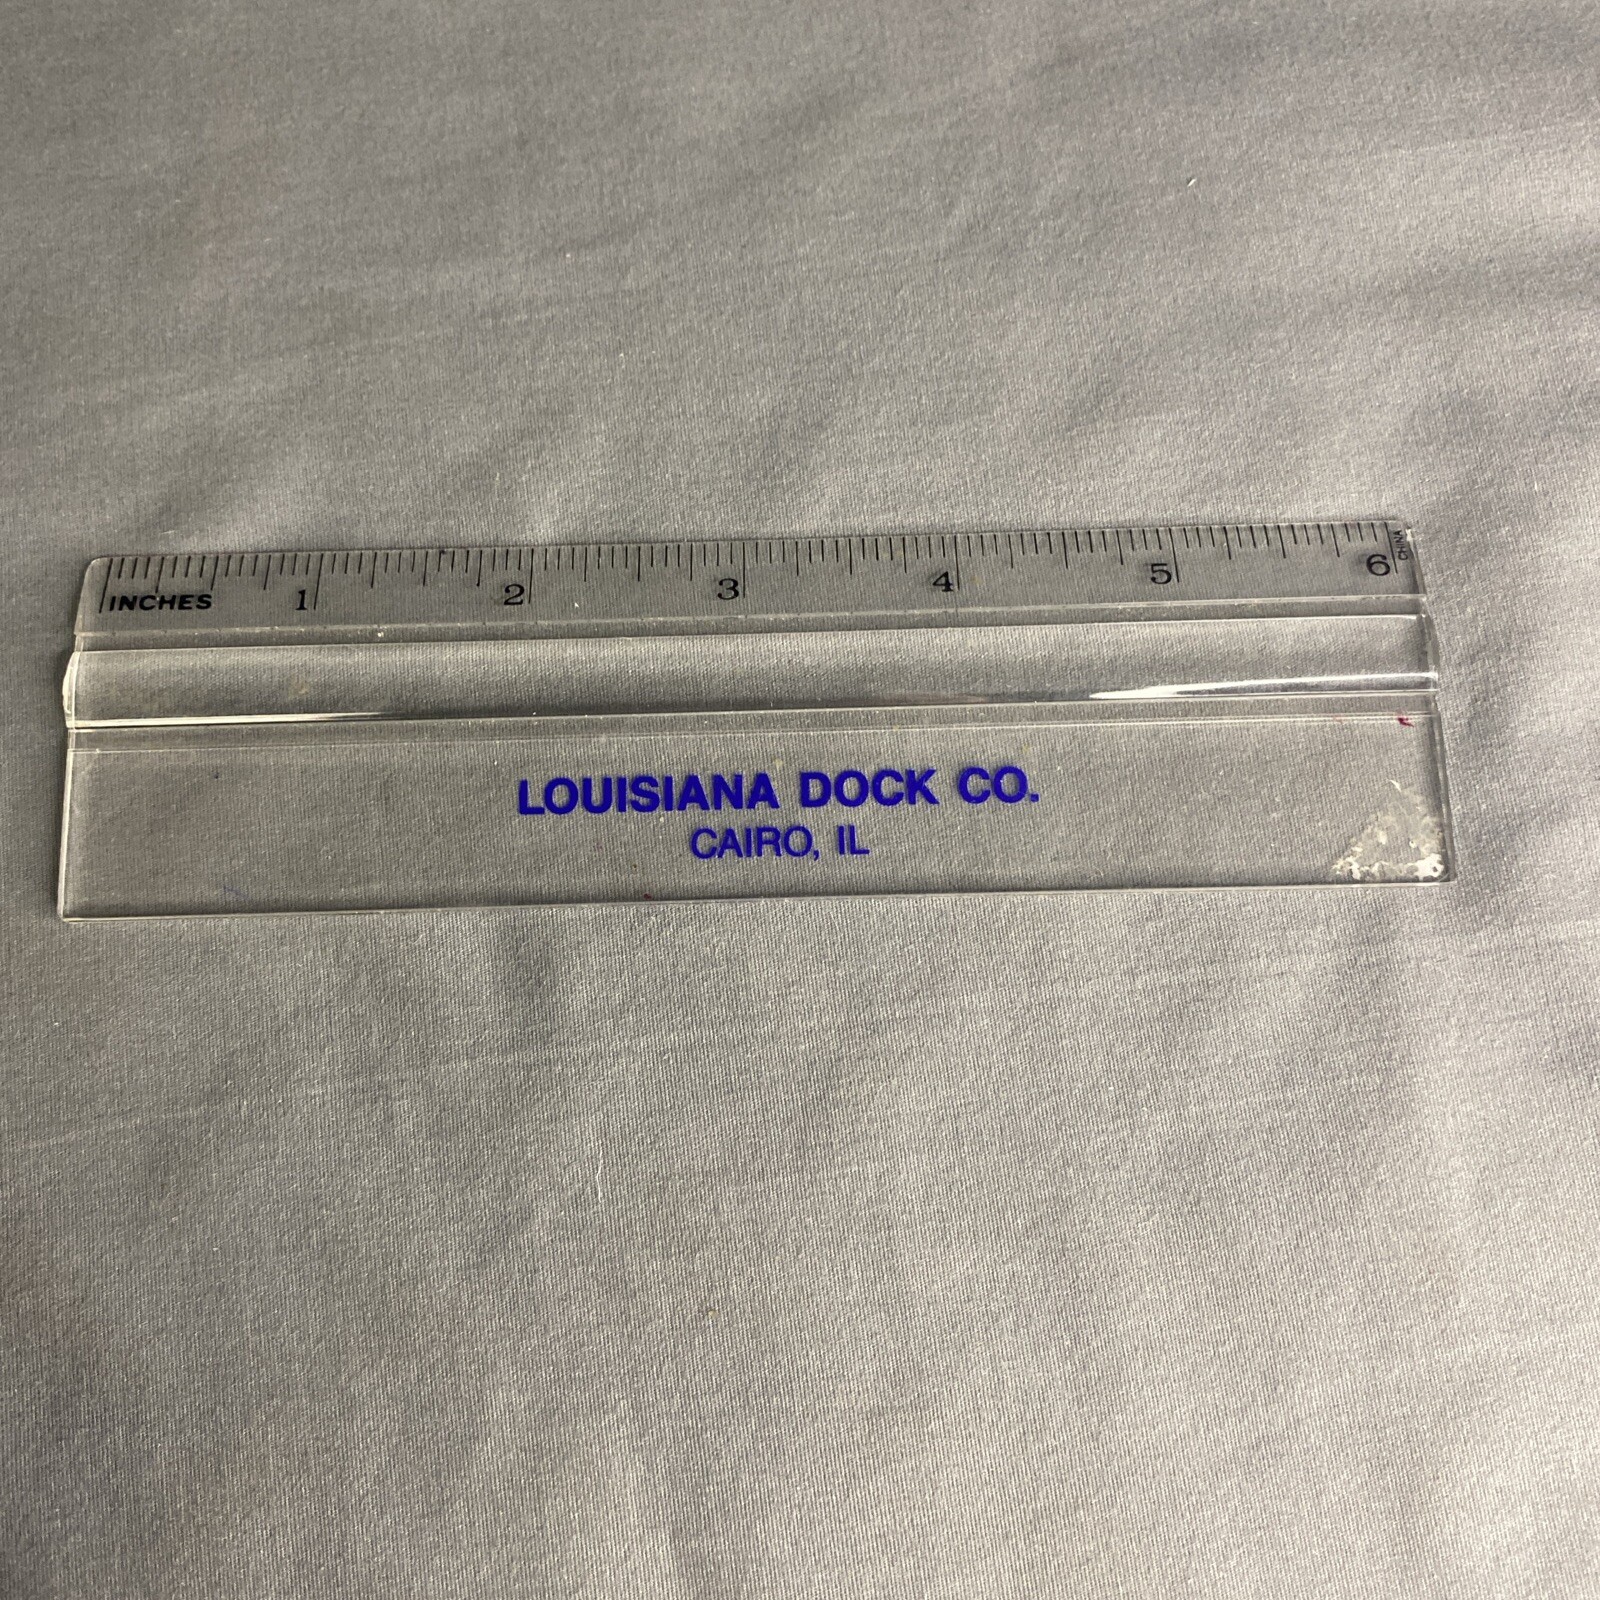 INCHES 1 2 3 4 5 6 CHINA
LOUISIANA DOCK CO.
CAIRO, IL